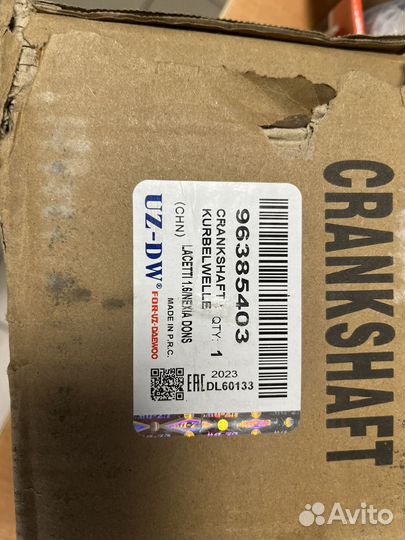 CRANKSHAFT
96385403
CRANKSHAFT
KURBELWELLE
QTY: 1
2023
EAC DL60133
LACETTI 1.6/NEXIA DONS
(CHN)
MADE IN P.R.C.
UZ-DW®
FOR UZ-DAEWOO
Avito